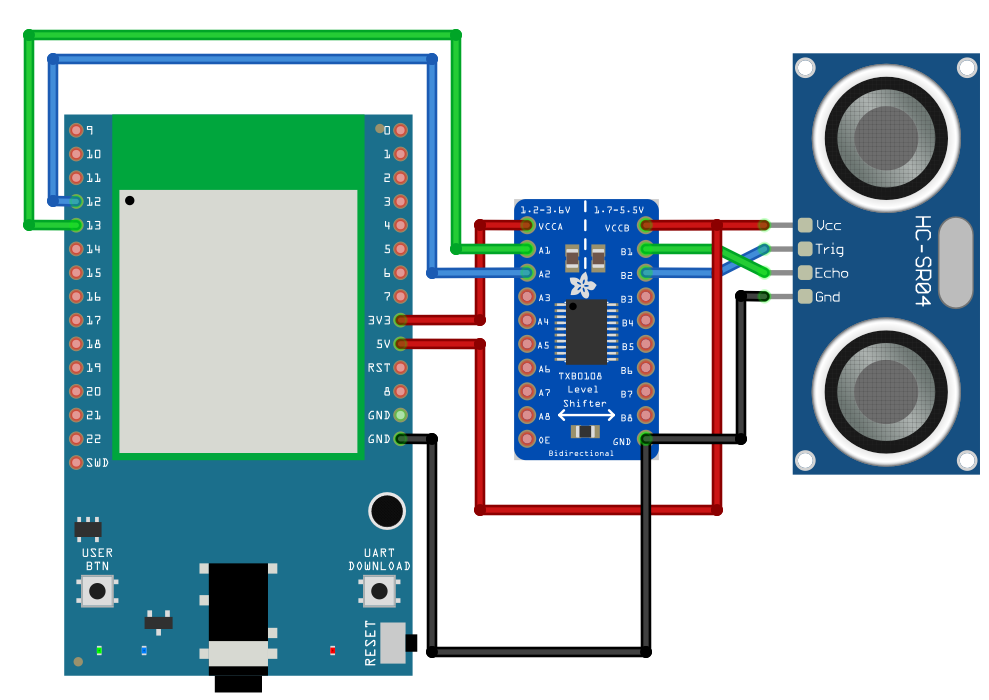 9
10
11
12
13
14
15
16
17
18
19
20
21
22
SWD
0
1
2
3
4
5
6
7
3V3
5V
RST
8
GND
GND
USER
BTN
UART
DOWNLOAD
RESET
1.2-3.6V 1.7-5.5V
VCCA VCCB
A1 B1
A2 B2
A3 B3
A4 B4
A5 B5
A6 B6
A7 B7
A8 B8
OE GND
TXB0108
Level
Shifter
Bidirectional
Vcc
Trig
Echo
Gnd
HC-SR04